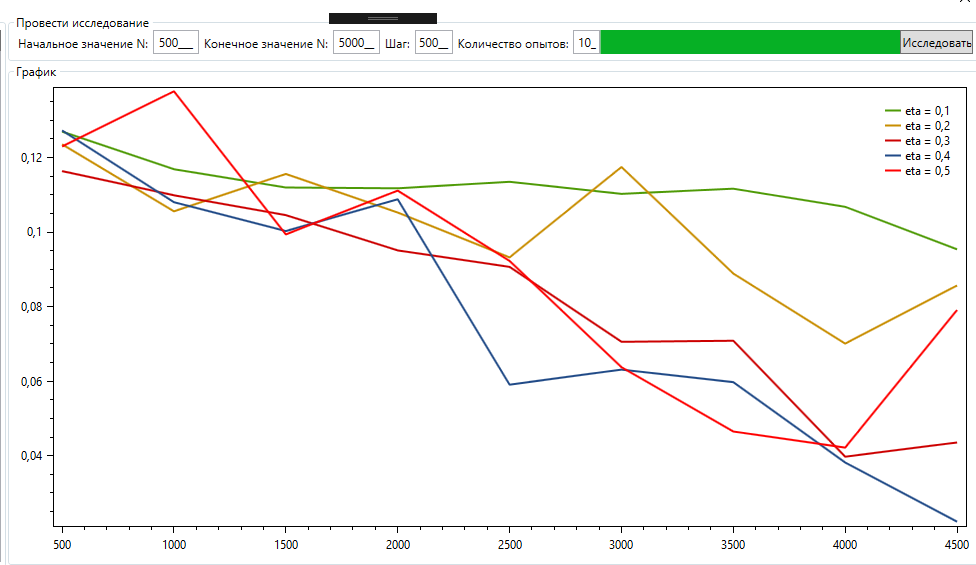 Провести исследование
Начальное значение N: 500__ Конечное значение N: 5000__ Шаг: 500__ Количество опытов: 10_ Исследовать
График
eta = 0,1
eta = 0,2
eta = 0,3
eta = 0,4
eta = 0,5
0,12
0,1
0,08
0,06
0,04
500 1000 1500 2000 2500 3000 3500 4000 4500